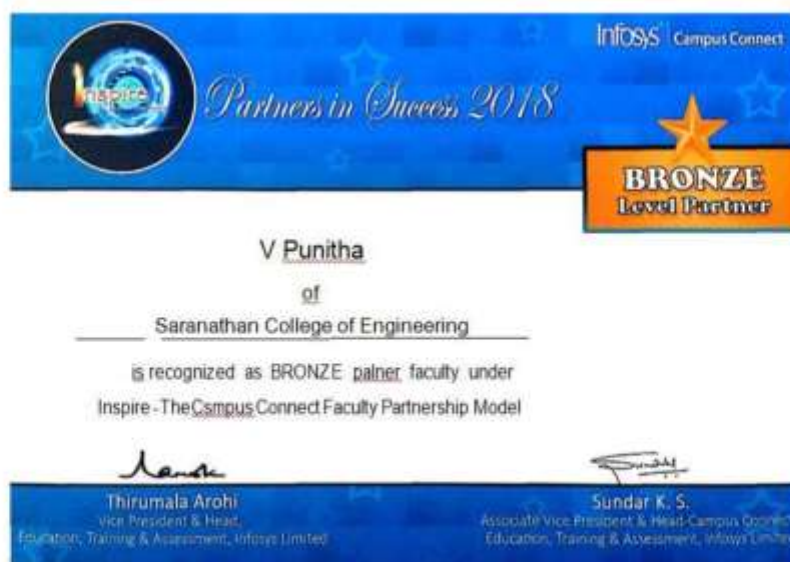 Infosys | Campus Connect
Inspire
Partners in Success 2018
BRONZE
Level Partner
V Punitha
of
Saranathan College of Engineering
is recognized as BRONZE palner faculty under
Inspire - The Csmpus Connect Faculty Partnership Model
Thirumala Arohi
Vice President & Head,
Education, Training & Assessment, Infosys Limited
Sundar K. S.
Associate Vice President & Head-Campus Connect
Education, Training & Assessment, Infosys Limited